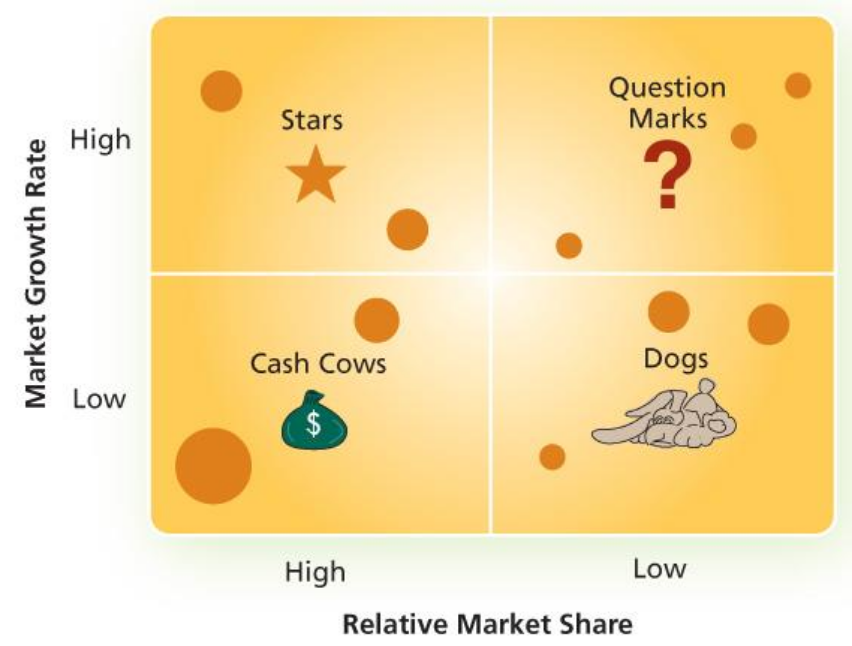 Question
Marks
Stars
?
High
Market Growth Rate
Cash Cows
Dogs
Low
$
High
Low
Relative Market Share